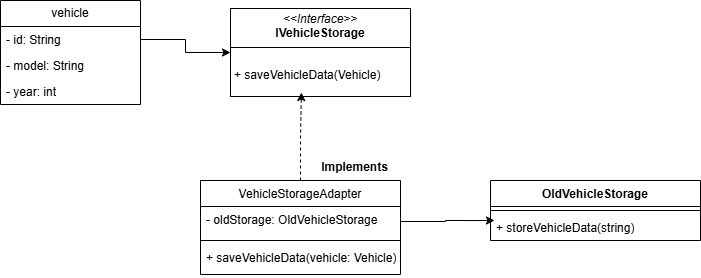 vehicle
- id: String
- model: String
- year: int
<<Interface>>
IVehicleStorage
+ saveVehicleData(Vehicle)
Implements
VehicleStorageAdapter
- oldStorage: OldVehicleStorage
+ saveVehicleData(vehicle: Vehicle)
OldVehicleStorage
+ storeVehicleData(string)